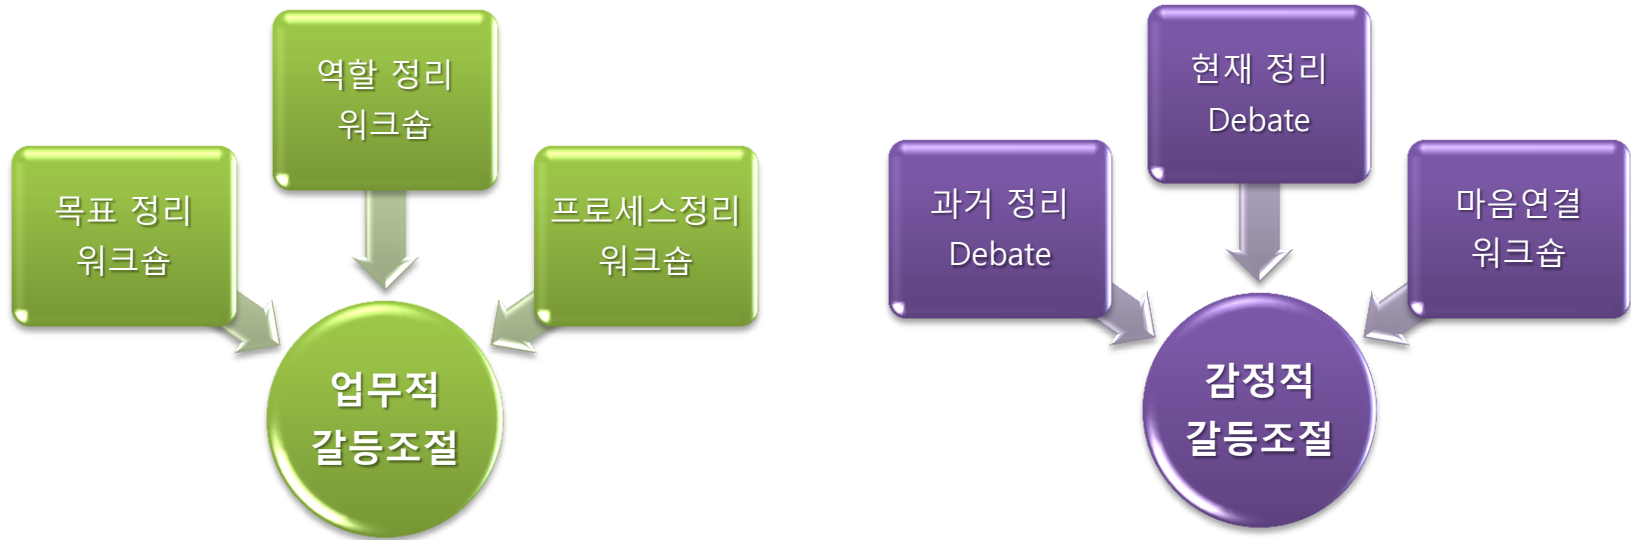 목표 정리
워크숍
역할 정리
워크숍
프로세스정리
워크숍
업무적
갈등조절
과거 정리
Debate
현재 정리
Debate
마음연결
워크숍
감정적
갈등조절